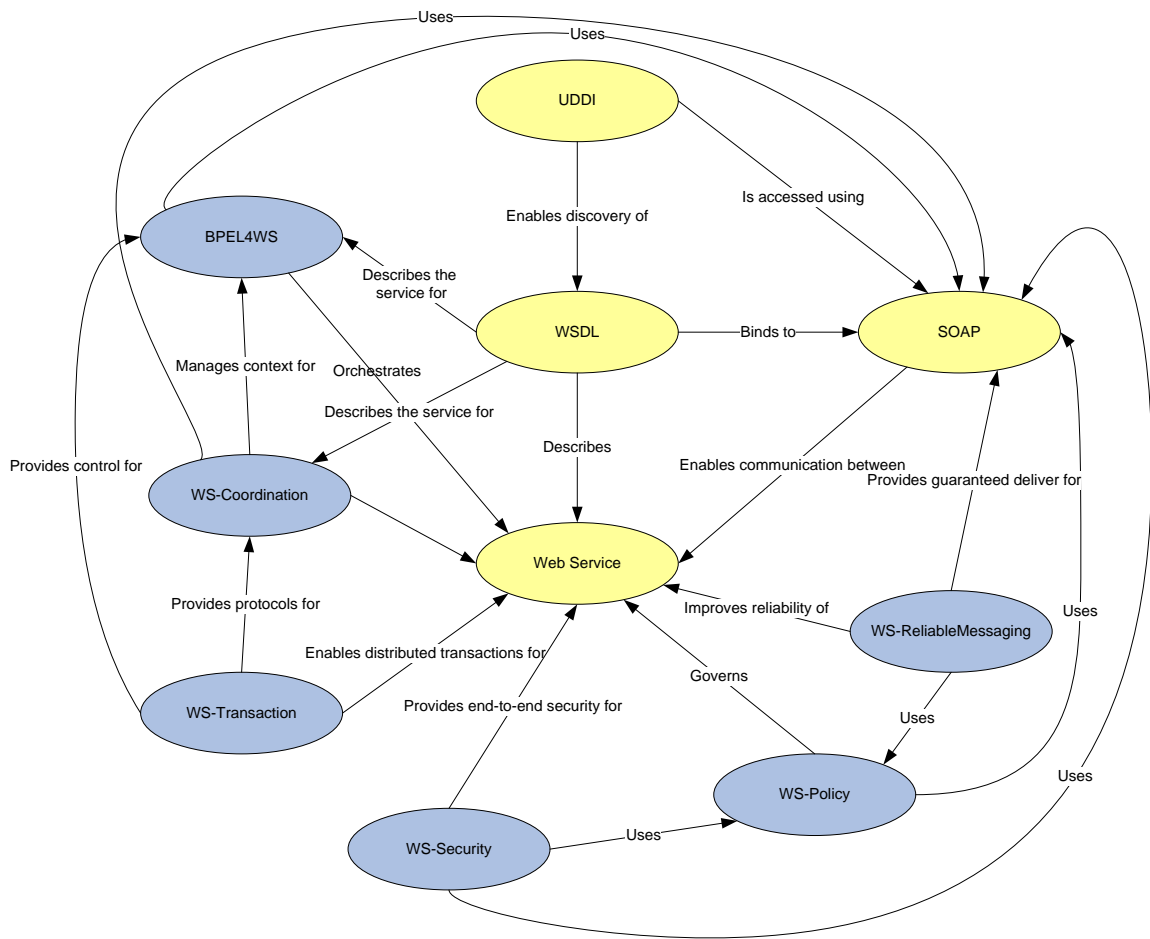 Uses
Uses
UDDI
Is accessed using
Enables discovery of
BPEL4WS
Describes the
service for
WSDL
Binds to
SOAP
Manages context for
Orchestrates
Describes the service for
Describes
Enables communication between
Provides control for
Provides guaranteed deliver for
WS-Coordination
Web Service
Provides protocols for
Improves reliability of
Uses
WS-ReliableMessaging
Enables distributed transactions for
Governs
Provides end-to-end security for
WS-Transaction
Uses
Uses
WS-Policy
Uses
WS-Security